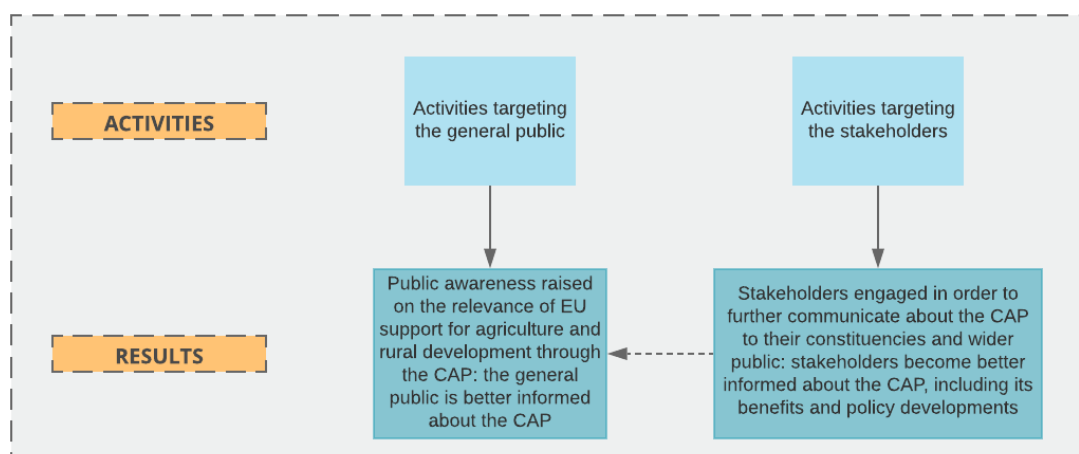 ACTIVITIES
Activities targeting
the general public
Activities targeting
the stakeholders
RESULTS
Public awareness raised
on the relevance of EU
support for agriculture and
rural development through
the CAP: the general
public is better informed
about the CAP
Stakeholders engaged in order to
further communicate about the CAP
to their constituencies and wider
public: stakeholders become better
informed about the CAP, including its
benefits and policy developments